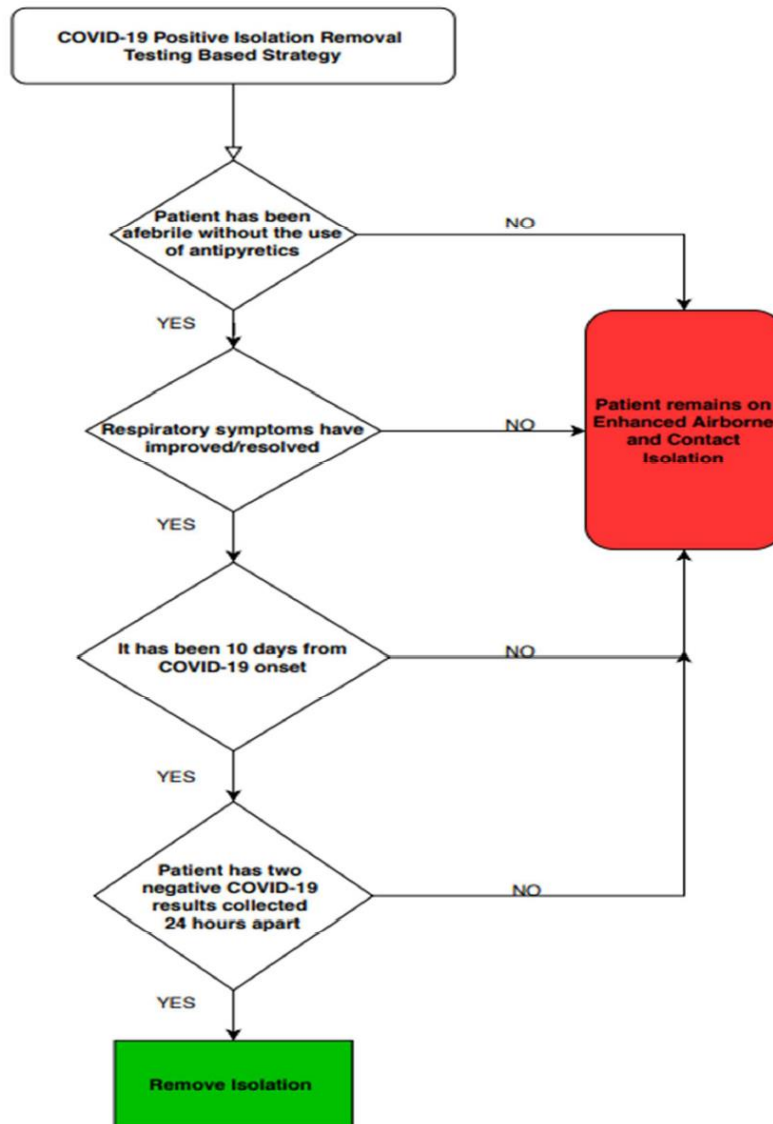 COVID-19 Positive Isolation Removal
Testing Based Strategy
Patient has been
afebrile without the use
of antipyretics
NO
YES
Patient remains on
Enhanced Airborne
and Contact
Isolation
Respiratory symptoms have
improved/resolved
NO
YES
It has been 10 days from
COVID-19 onset
NO
YES
Patient has two
negative COVID-19
results collected
24 hours apart
NO
YES
Remove Isolation